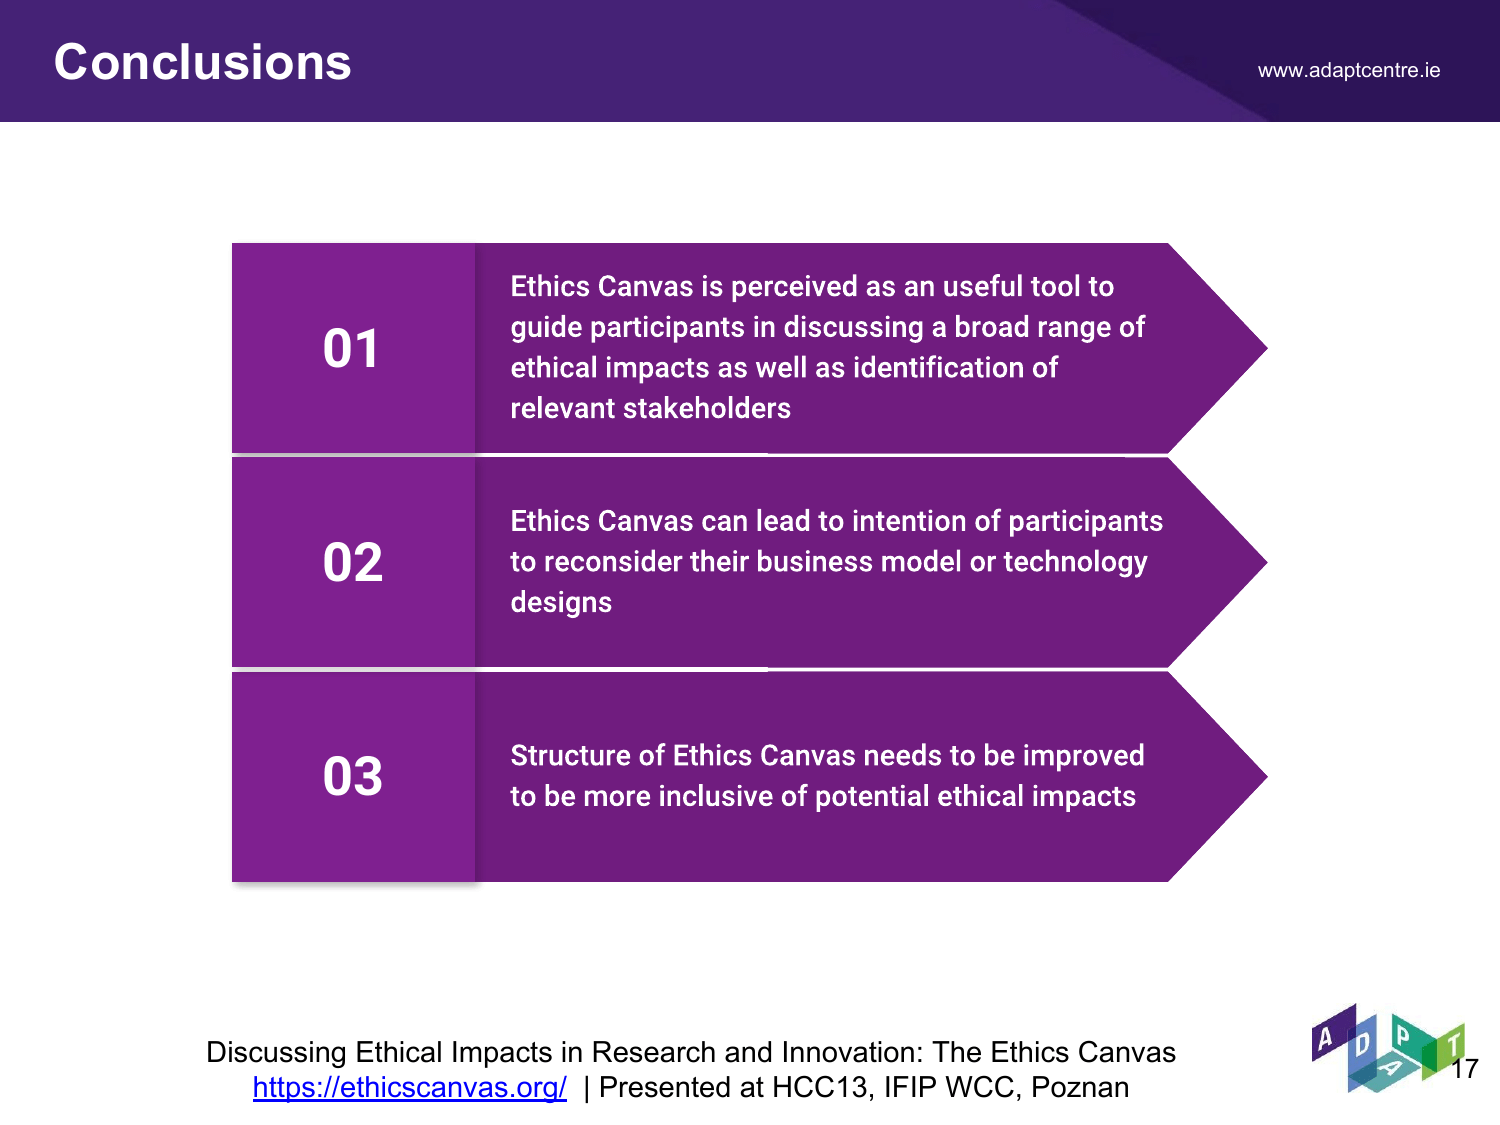 Conclusions
www.adaptcentre.ie
01
Ethics Canvas is perceived as an useful tool to
guide participants in discussing a broad range of
ethical impacts as well as identification of
relevant stakeholders
02
Ethics Canvas can lead to intention of participants
to reconsider their business model or technology
designs
03
Structure of Ethics Canvas needs to be improved
to be more inclusive of potential ethical impacts
Discussing Ethical Impacts in Research and Innovation: The Ethics Canvas
https://ethicscanvas.org/ | Presented at HCC13, IFIP WCC, Poznan
ADAPT
17